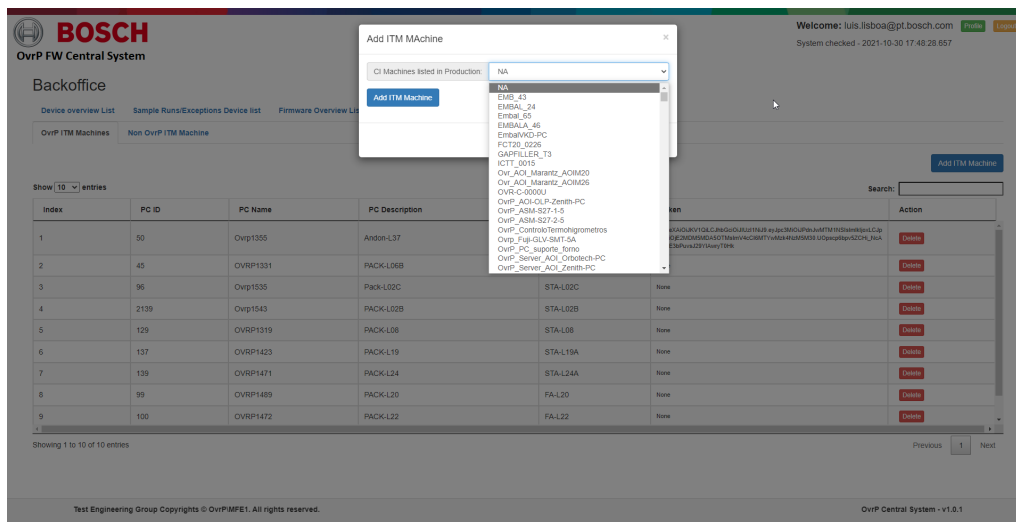 BOSCH
OvrP FW Central System
Welcome: luis.lisboa@pt.bosch.com Profile Logout
System checked - 2021-10-30 17:48:28.657
Add ITM MAchine ×
CI Machines listed in Production: NA
Add ITM Machine
NA
EMB_43
EMBAL_24
Embal_65
EMBALA_46
EmbalVKD-PC
FCT20_0226
GAPFILLER_T3
ICTT_0015
Ovr_AOI_Marantz_AOIM20
Ovr_AOI_Marantz_AOIM26
OVR-C-0000U
OvrP_AOI-OLP-Zenith-PC
OvrP_ASM-S27-1-5
OvrP_ASM-S27-2-5
OvrP_ControloTermohigrometros
Ovrp_Fuji-GLV-SMT-5A
OvrP_PC_suporte_forno
OvrP_Server_AOI_Orbotech-PC
OvrP_Server_AOI_Zenith-PC
Backoffice
Device overview List Sample Runs/Exceptions Device list Firmware Overview Lis
OvrP ITM Machines Non OvrP ITM Machine
Add ITM Machine
Show 10 entries Search:
Index PC ID PC Name PC Description ken Action
1 50 Ovrp1355 Andon-L37 Delete
2 45 OVRP1331 PACK-L06B Delete
3 96 Ovrp1535 Pack-L02C STA-L02C None Delete
4 2139 Ovrp1543 PACK-L02B STA-L02B None Delete
5 129 OVRP1319 PACK-L08 STA-L08 None Delete
6 137 OVRP1423 PACK-L19 STA-L19A None Delete
7 139 OVRP1471 PACK-L24 STA-L24A None Delete
8 99 OVRP1489 PACK-L20 FA-L20 None Delete
9 100 OVRP1472 PACK-L22 FA-L22 None Delete
Showing 1 to 10 of 10 entries Previous 1 Next
Test Engineering Group Copyrights © OvrP\MFE1. All rights reserved. OvrP Central System - v1.0.1